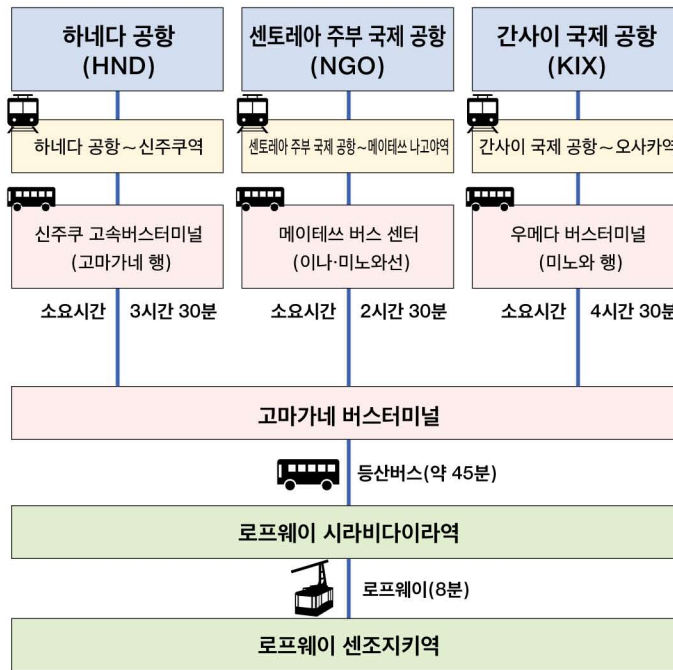 하네다 공항
(HND)
센토레아 주부 국제 공항
(NGO)
간사이 국제 공항
(KIX)
하네다 공항~신주쿠역
센토레아 주부 국제 공항~메이테쓰 나고야역
간사이 국제 공항~오사카역
신주쿠 고속버스터미널
(고마가네 행)
메이테쓰 버스 센터
(이나·미노와선)
우메다 버스터미널
(미노와 행)
소요시간 3시간 30분
소요시간 2시간 30분
소요시간 4시간 30분
고마가네 버스터미널
등산버스(약 45분)
로프웨이 시라비다이라역
로프웨이(8분)
로프웨이 센조지키역